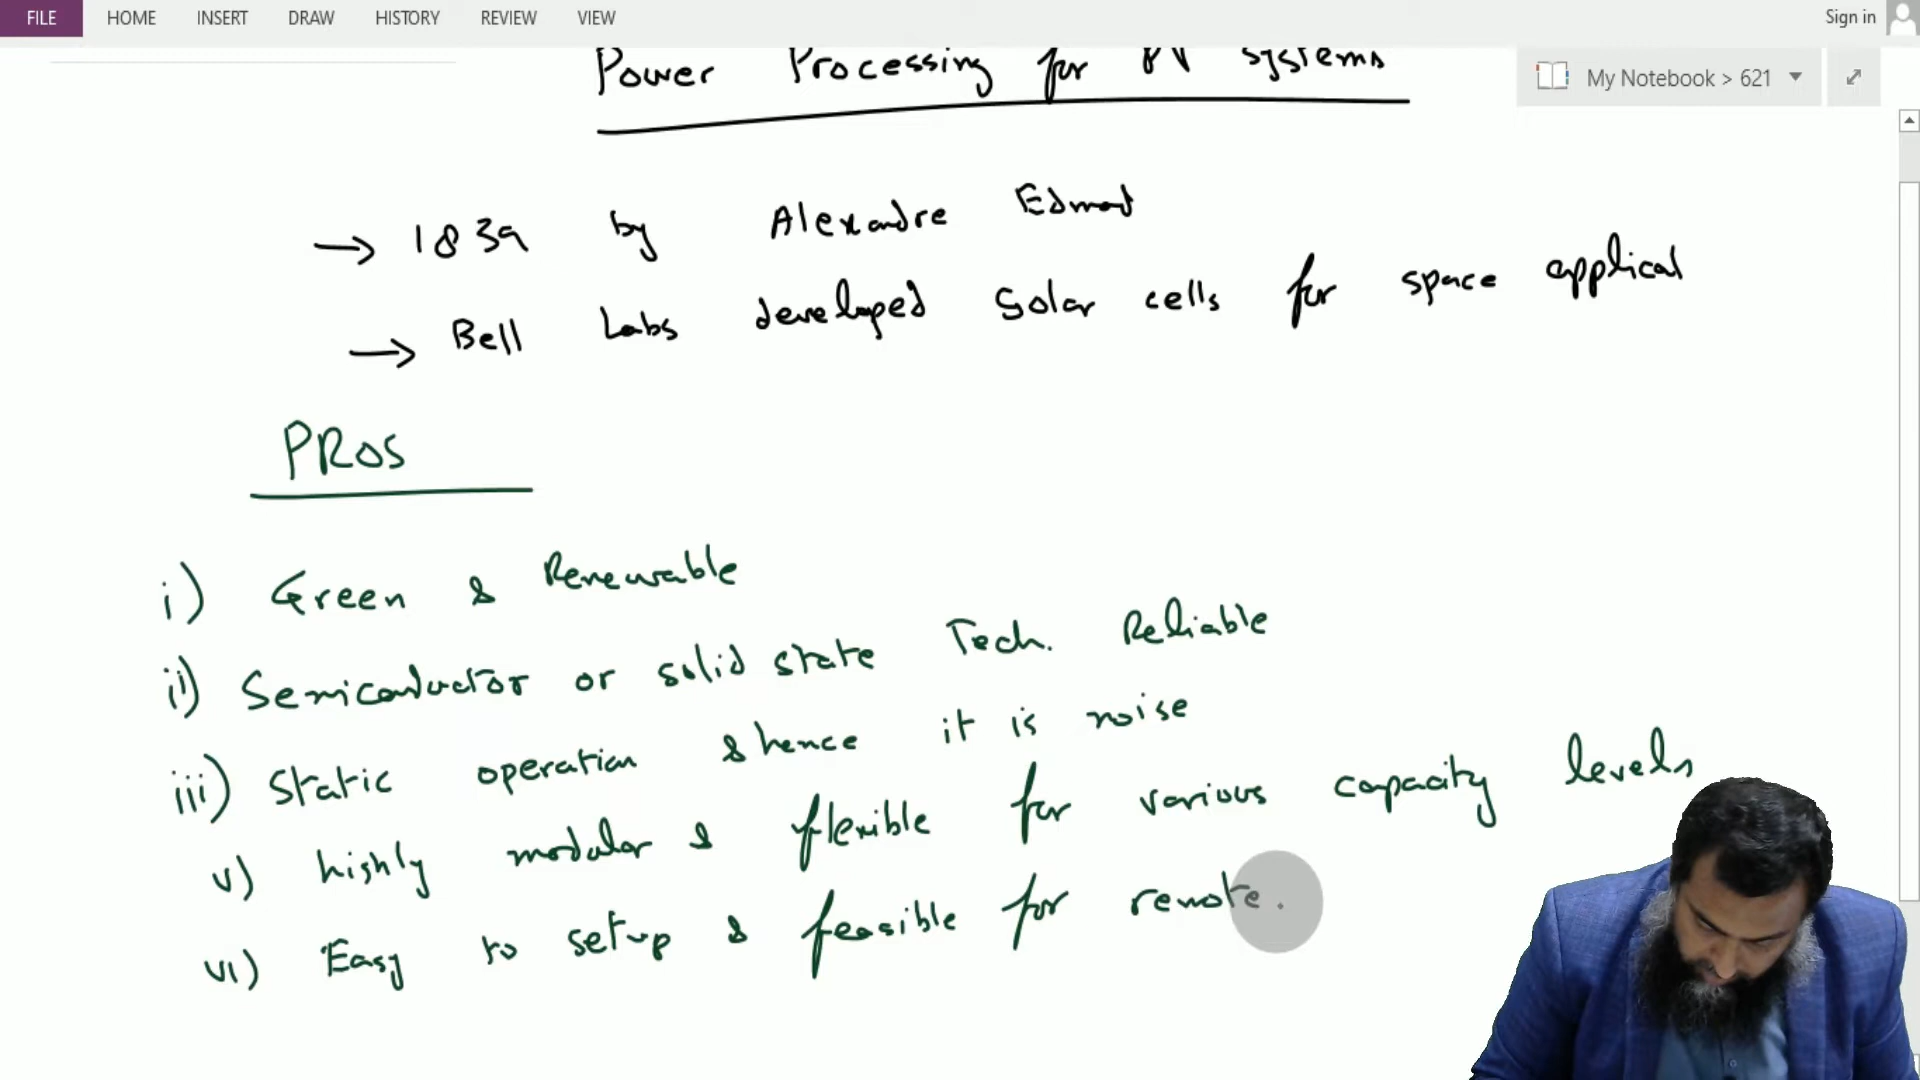 FILE HOME INSERT DRAW HISTORY REVIEW VIEW Sign in
Power Processing for PV systems
My Notebook > 621
→ 1839 by Alexandre Edmod
→ Bell Labs developed Solar cells for space applicat
PROS
i) Green & Renewable
ii) Semiconductor or solid state Tech. Reliable
iii) Static operation & hence it is noise
v) highly modular & flexible for various capacity levels
vi) Easy to setup & feasible for remote.